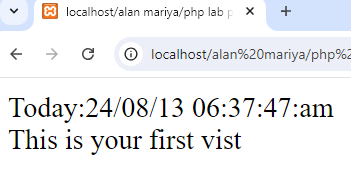 localhost/alan mariya/php lab p
localhost/alan%20mariya/php%2
Today:24/08/13 06:37:47:am
This is your first vist